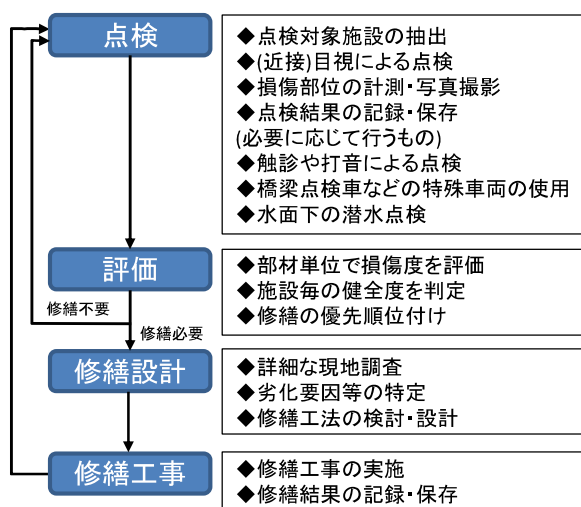 点検
◆点検対象施設の抽出
◆(近接)目視による点検
◆損傷部位の計測・写真撮影
◆点検結果の記録・保存
(必要に応じて行うもの)
◆触診や打音による点検
◆橋梁点検車などの特殊車両の使用
◆水面下の潜水点検
評価
◆部材単位で損傷度を評価
◆施設毎の健全度を判定
◆修繕の優先順位付け
修繕不要
修繕必要
修繕設計
◆詳細な現地調査
◆劣化要因等の特定
◆修繕工法の検討・設計
修繕工事
◆修繕工事の実施
◆修繕結果の記録・保存